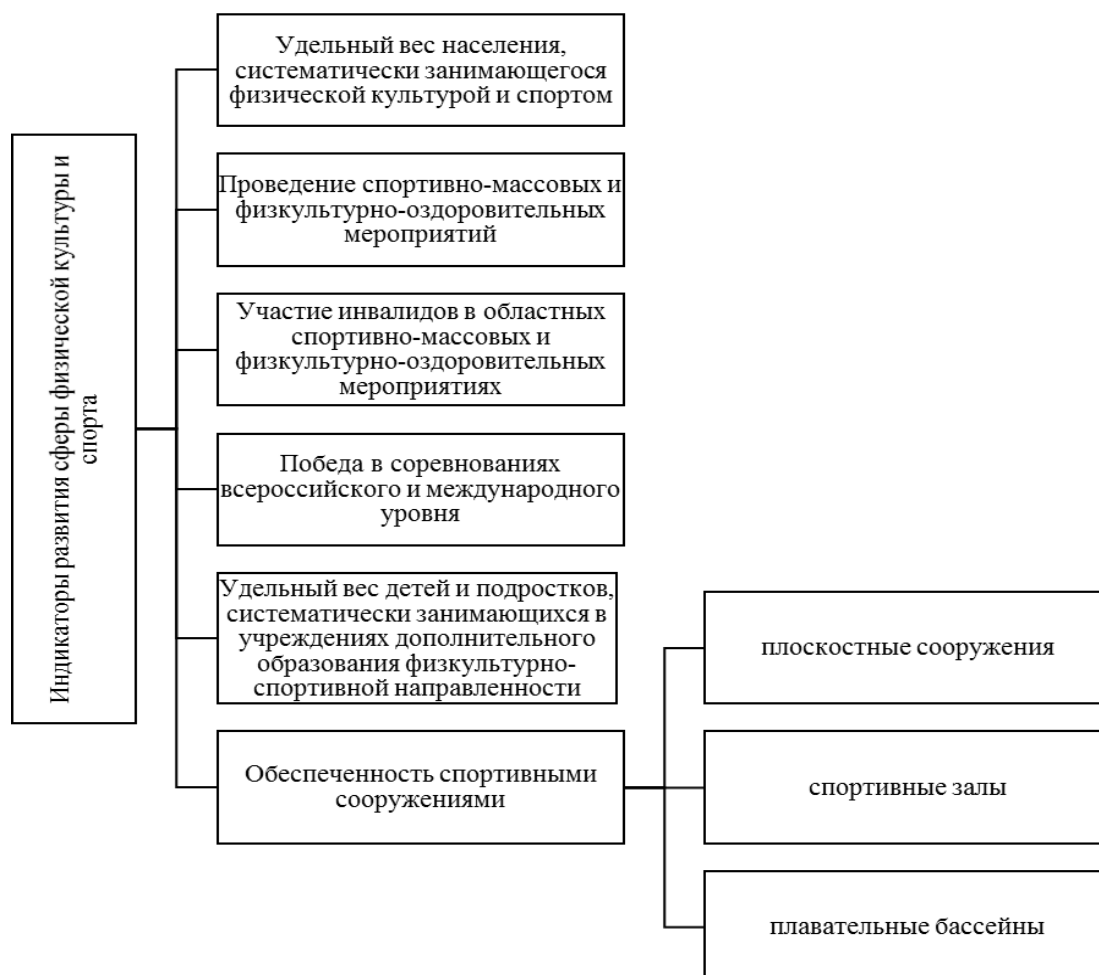 Индикаторы развития сферы физической культуры и
спорта
Удельный вес населения,
систематически занимающегося
физической культурой и спортом
Проведение спортивно-массовых и
физкультурно-оздоровительных
мероприятий
Участие инвалидов в областных
спортивно-массовых и
физкультурно-оздоровительных
мероприятиях
Победа в соревнованиях
всероссийского и международного
уровня
Удельный вес детей и подростков,
систематически занимающихся в
учреждениях дополнительного
образования физкультурно-
спортивной направленности
Обеспеченность спортивными
сооружениями
плоскостные сооружения
спортивные залы
плавательные бассейны